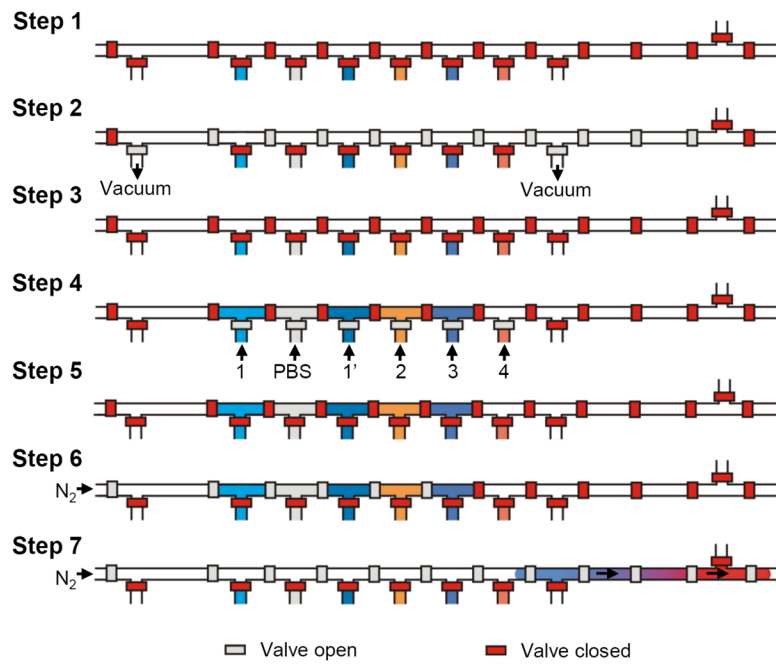 Step 1
Step 2
Vacuum Vacuum
Step 3
Step 4
1 PBS 1' 2 3 4
Step 5
Step 6
N2
Step 7
N2
Valve open Valve closed